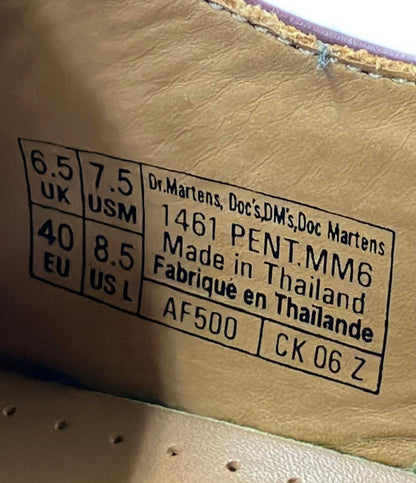 6.5
UK
7.5
USM
40
EU
8.5
US L
Dr.Martens, Doc's,DM's,Doc Martens
1461 PENT.MM6
Made in Thailand
Fabriqué en Thaïlande
AF500
CK 06 Z